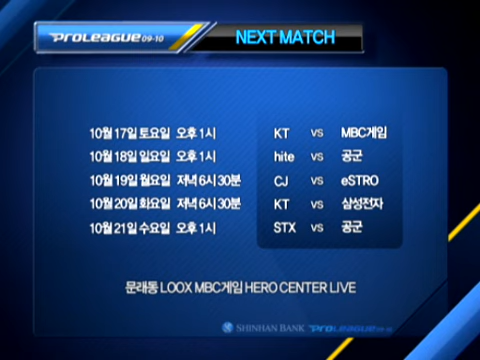 PROLEAGUE 09-10 NEXT MATCH
10월 17일 토요일 오후 1시 KT vs MBC게임
10월 18일 일요일 오후 1시 hite vs 공군
10월 19일 월요일 저녁 6시 30분 CJ vs eSTRO
10월 20일 화요일 저녁 6시 30분 KT vs 삼성전자
10월 21일 수요일 오후 1시 STX vs 공군
문래동 LOOX MBC게임 HERO CENTER LIVE
SHINHAN BANK PROLEAGUE 09-10